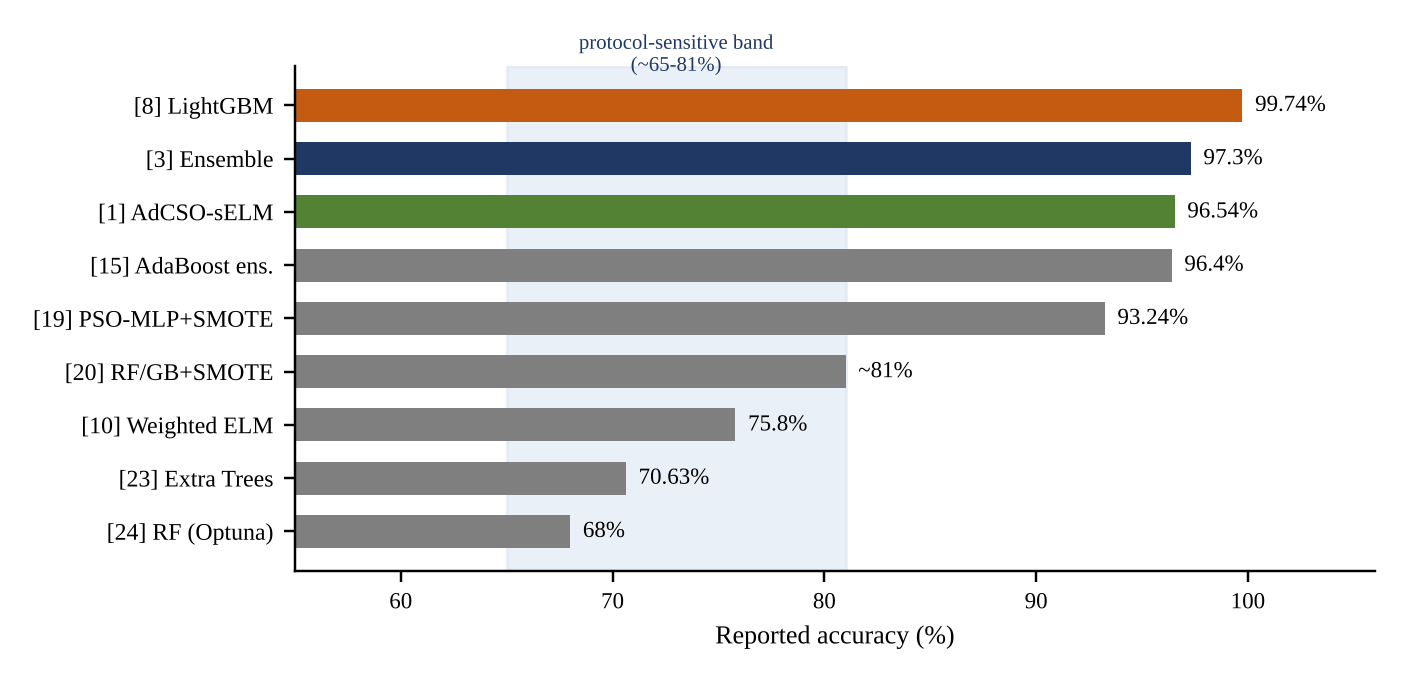 protocol-sensitive band
(~65-81%)
[8] LightGBM 99.74%
[3] Ensemble 97.3%
[1] AdCSO-sELM 96.54%
[15] AdaBoost ens. 96.4%
[19] PSO-MLP+SMOTE 93.24%
[20] RF/GB+SMOTE ~81%
[10] Weighted ELM 75.8%
[23] Extra Trees 70.63%
[24] RF (Optuna) 68%
60 70 80 90 100
Reported accuracy (%)